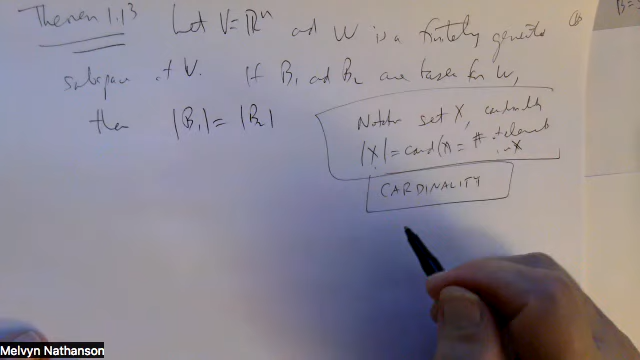 Theorem 1.13 Let V = ℝⁿ and W is a finitely generated
subspace of V. If B₁ and B₂ are bases for W,
then |B₁| = |B₂|
Notation set X, cardinality
|X| = card(X) = # elements
in X
CARDINALITY
B =
Melvyn Nathanson